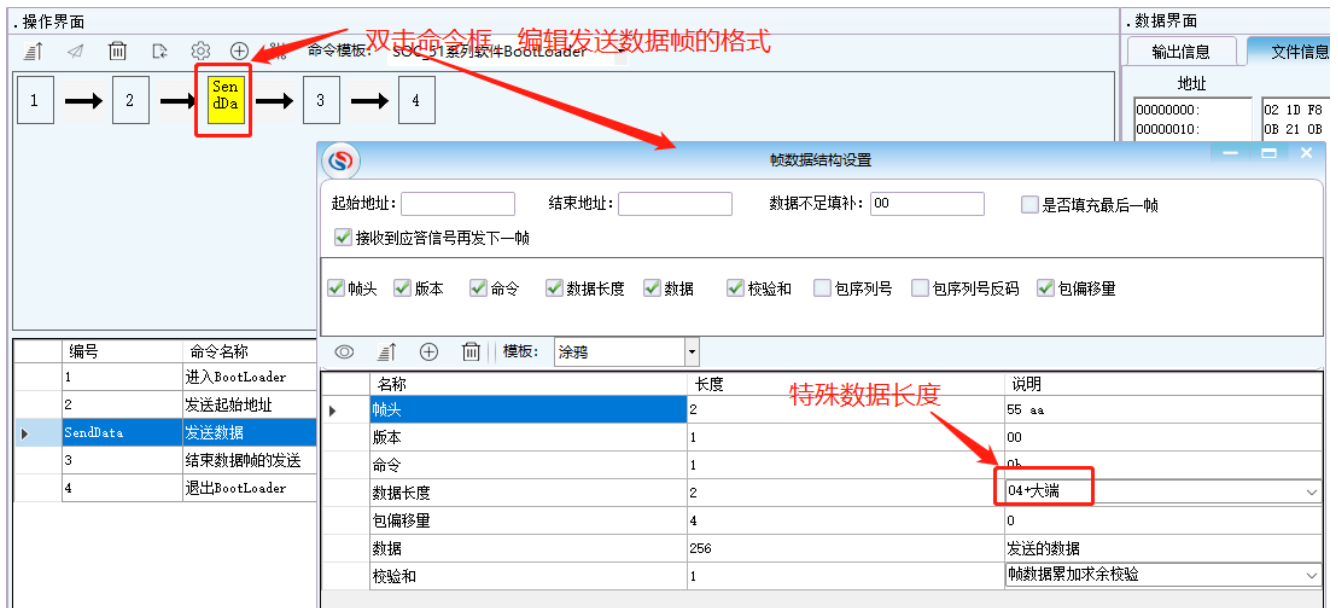 .操作界面
.数据界面
双击命令框,编辑发送数据帧的格式
命令模板: SOC_51系列软件BootLoader
输出信息 文件信息
1 2 Sen 3 4
dDa
地址
00000000: 02 1D F8
00000010: 0B 21 0B
帧数据结构设置
起始地址: 结束地址: 数据不足填补: 00 是否填充最后一帧
接收到应答信号再发下一帧
帧头 版本 命令 数据长度 数据 校验和 包序列号 包序列号反码 包偏移量
模板: 涂鸦
编号 命令名称
1 进入BootLoader
2 发送起始地址
SendData 发送数据
3 结束数据帧的发送
4 退出BootLoader
名称 长度 说明
特殊数据长度
帧头 2 55 aa
版本 1 00
命令 1 0b
数据长度 2 04+大端
包偏移量 4 0
数据 256 发送的数据
校验和 1 帧数据累加求余校验